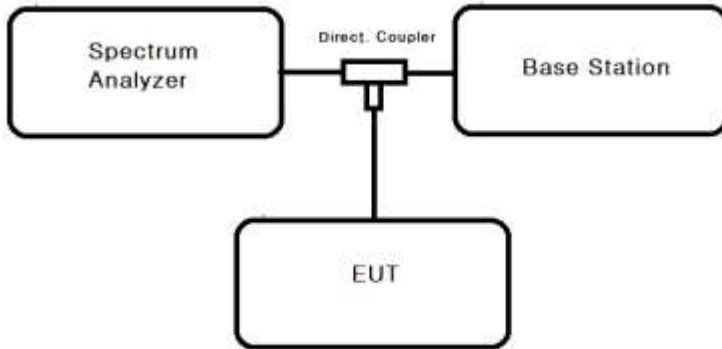 Spectrum
Analyzer
Direct. Coupler
Base Station
EUT